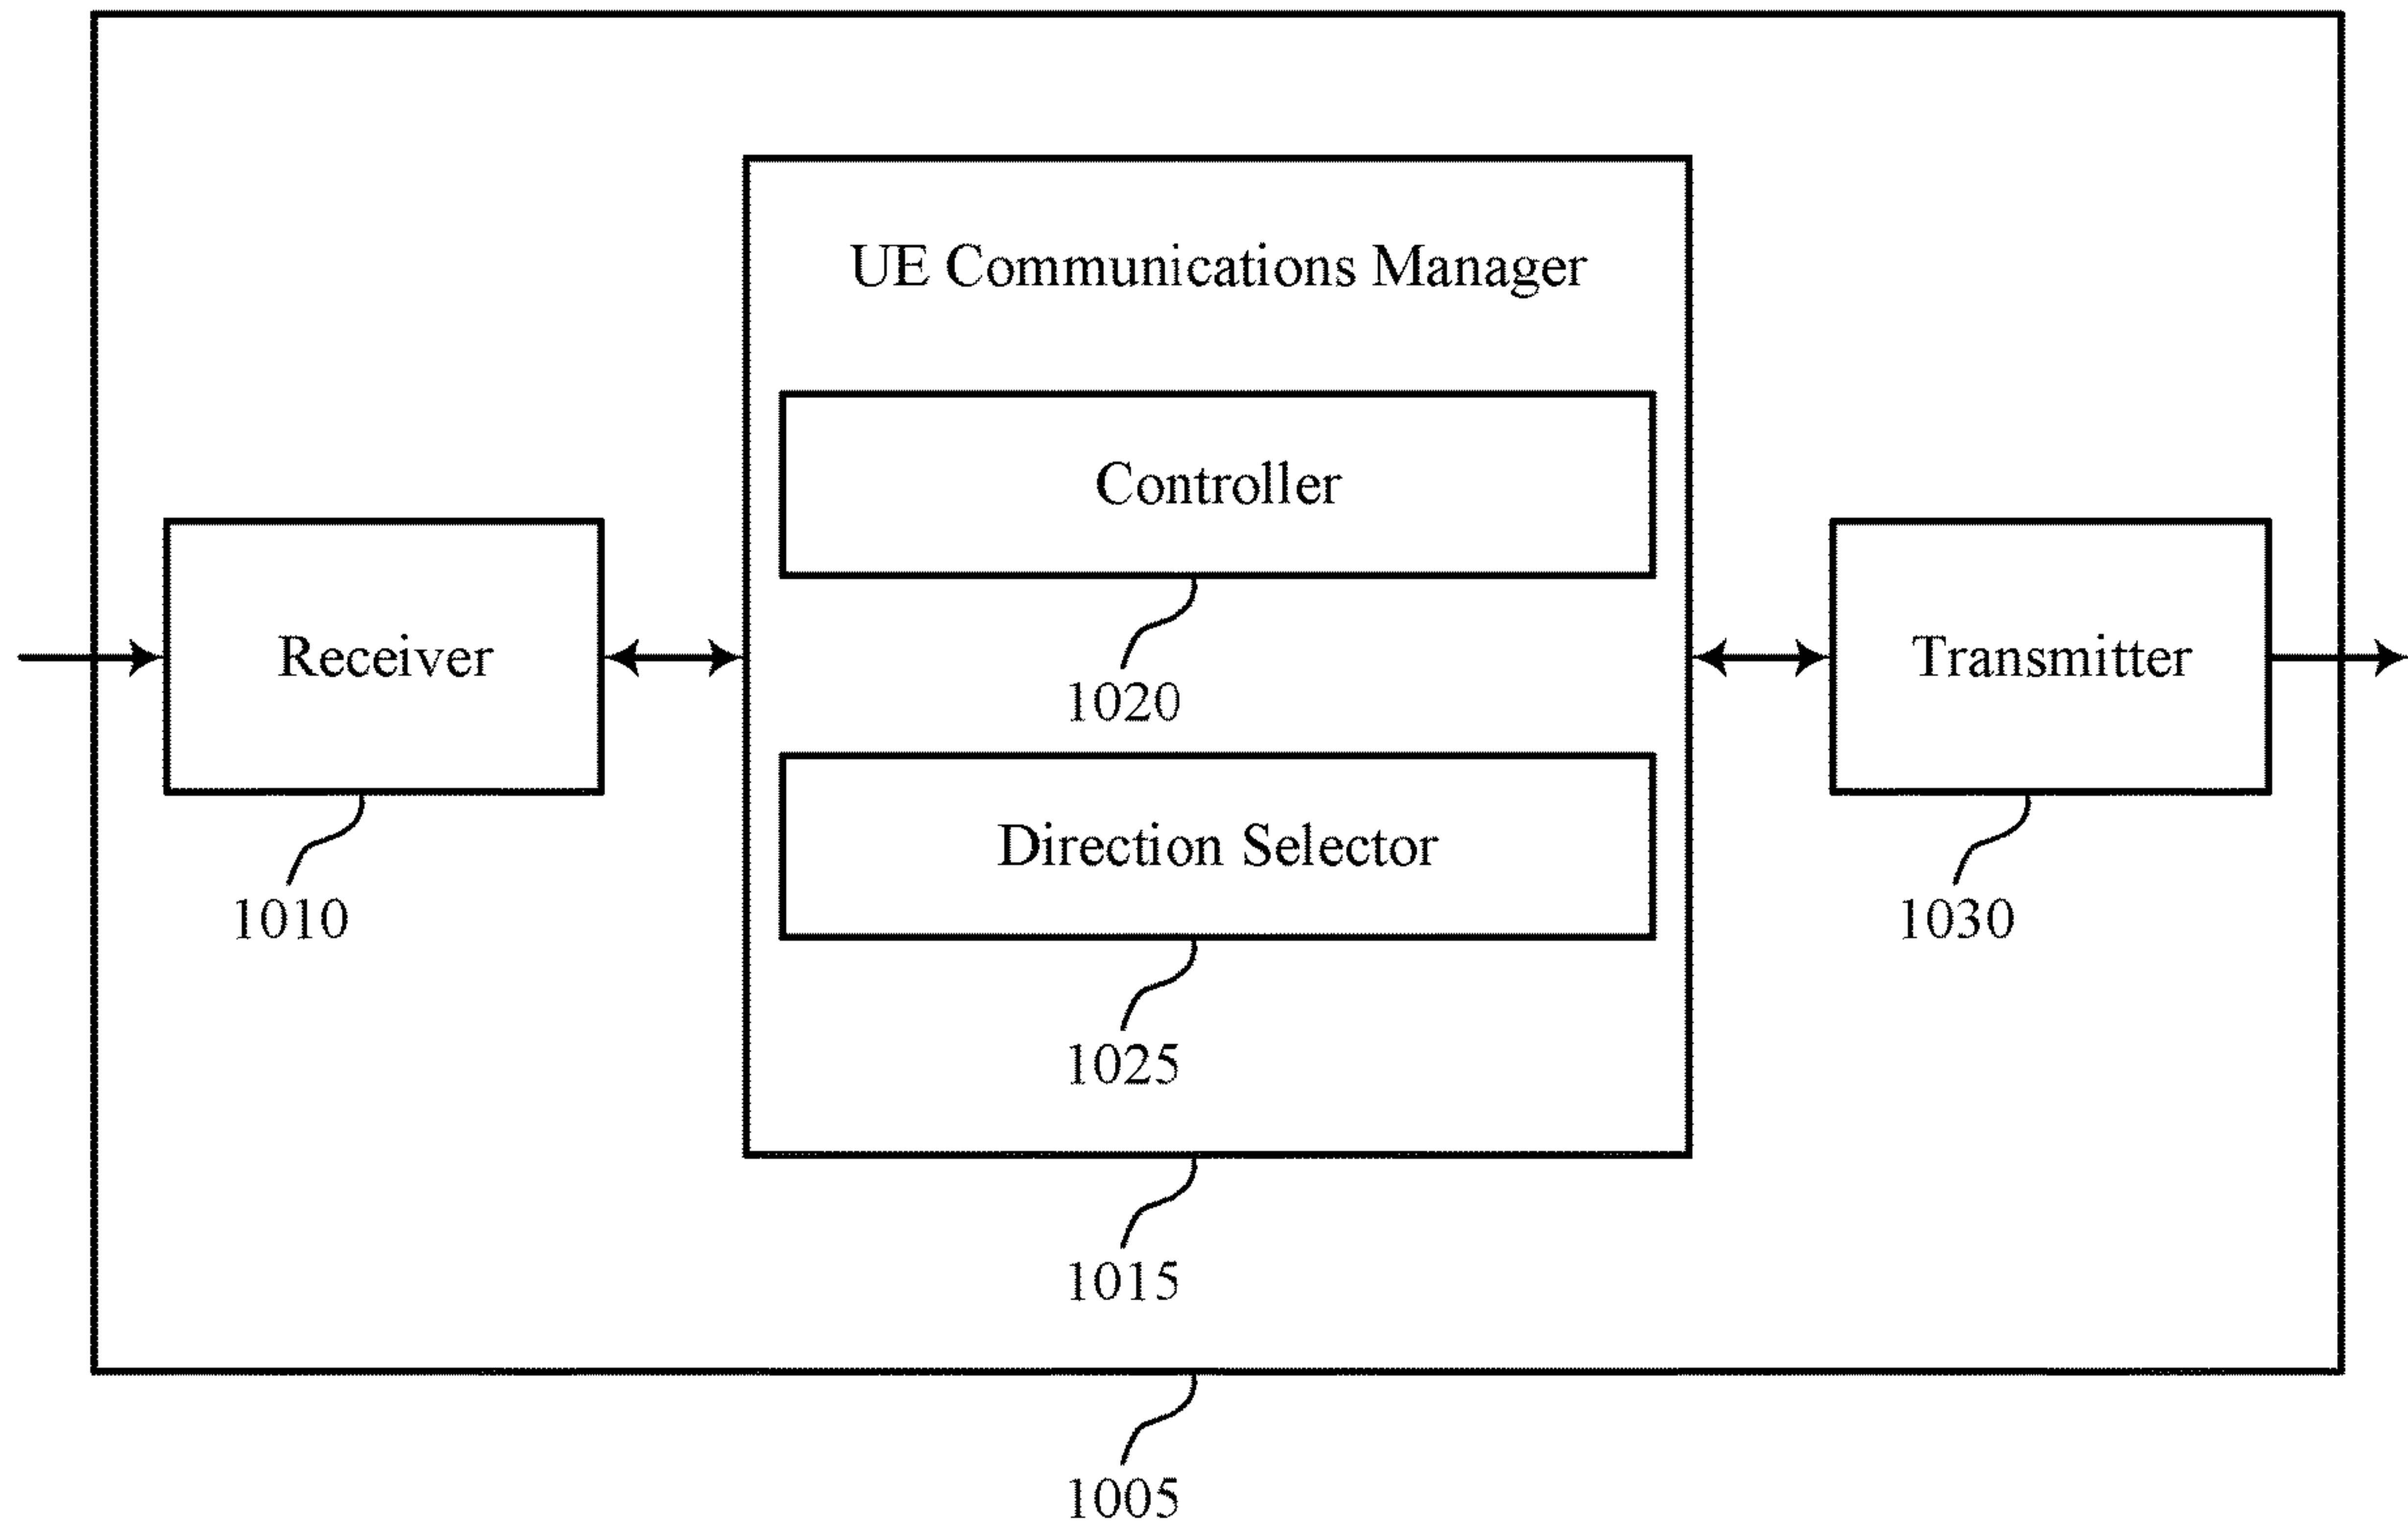 UE Communications Manager
Controller
1020
Receiver
1010
Direction Selector
1025
Transmitter
1030
1015
1005